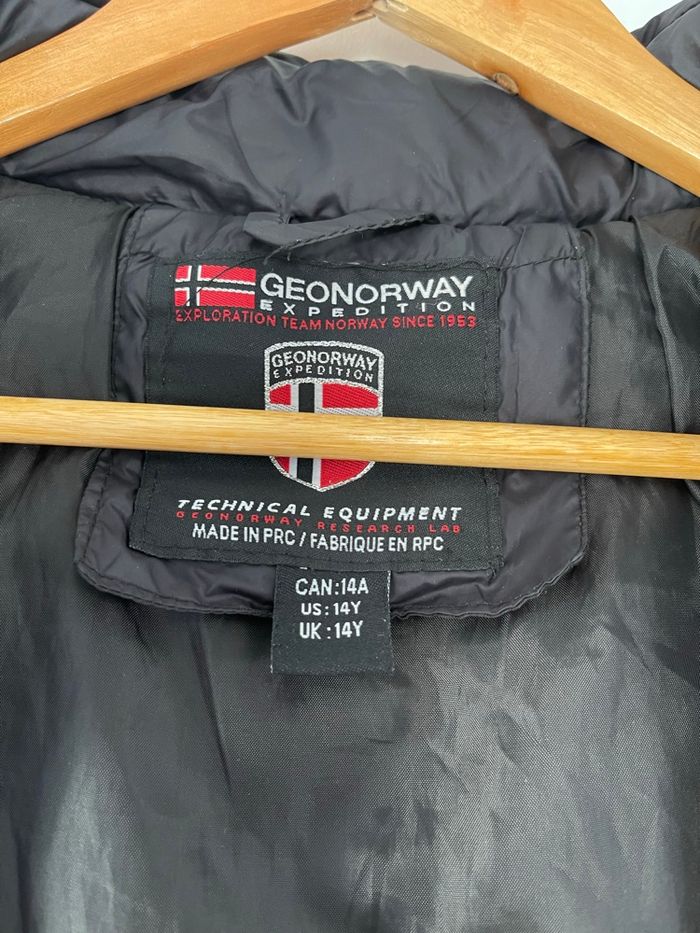 GEONORWAY
EXPEDITION
EXPLORATION TEAM NORWAY SINCE 1953
GEONORWAY
EXPEDITION
TECHNICAL EQUIPMENT
GEONORWAY RESEARCH LAB
MADE IN PRC / FABRIQUE EN RPC
CAN:14A
US:14Y
UK:14Y